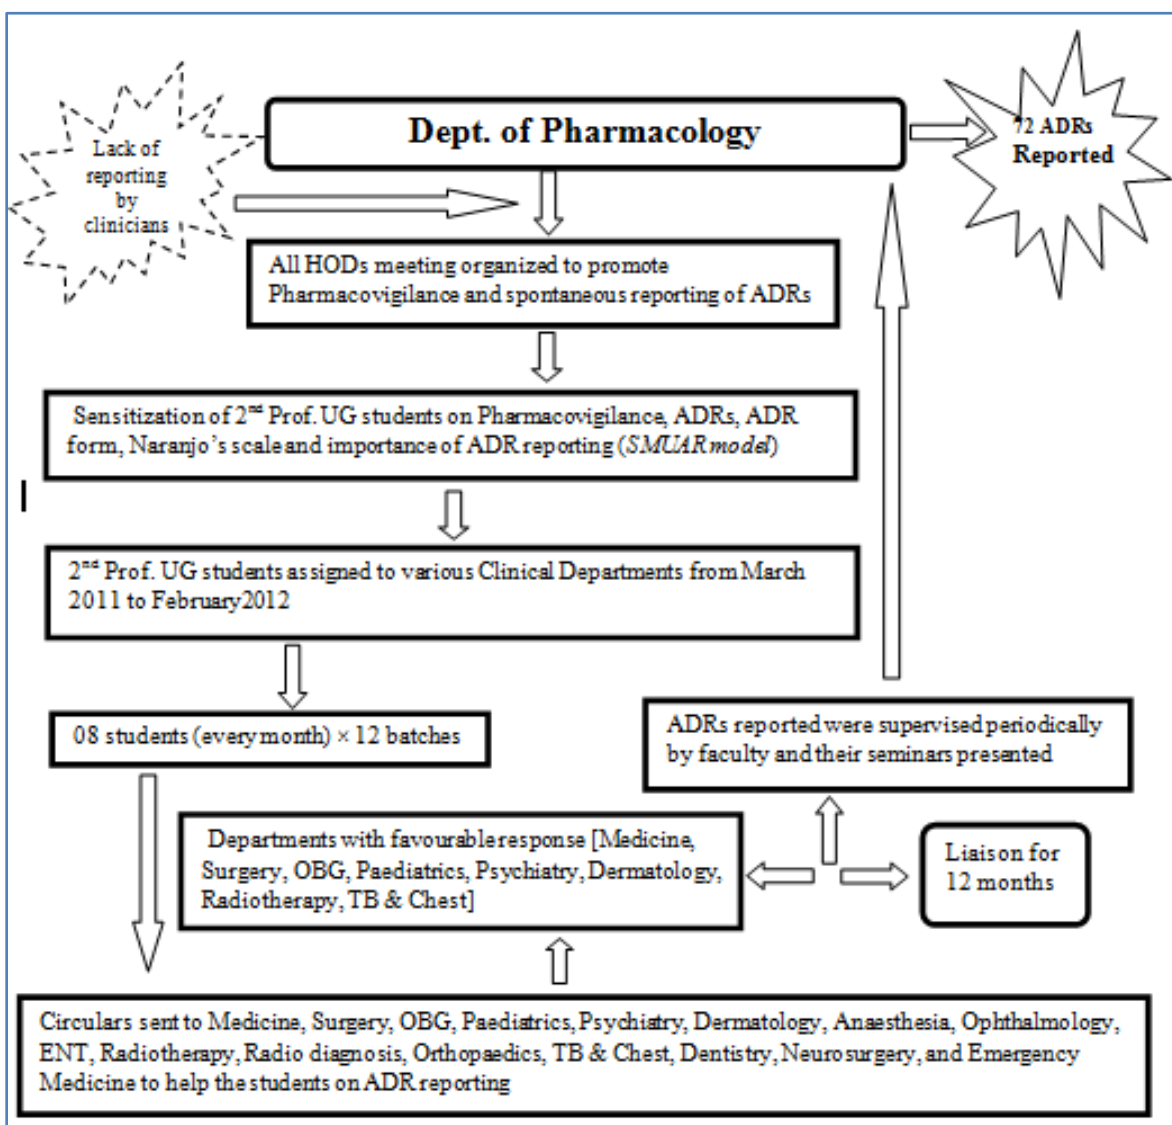 Dept. of Pharmacology
72 ADRs
Reported
Lack of
reporting
by
clinicians
All HODs meeting organized to promote
Pharmacovigilance and spontaneous reporting of ADRs
Sensitization of 2nd Prof. UG students on Pharmacovigilance, ADRs, ADR
form, Naranjo's scale and importance of ADR reporting (SMUAR model)
2nd Prof. UG students assigned to various Clinical Departments from March
2011 to February2012
08 students (every month) × 12 batches
ADRs reported were supervised periodically
by faculty and their seminars presented
Departments with favourable response [Medicine,
Surgery, OBG, Paediatrics, Psychiatry, Dermatology,
Radiotherapy, TB & Chest]
Liaison for
12 months
Circulars sent to Medicine, Surgery, OBG, Paediatrics, Psychiatry, Dermatology, Anaesthesia, Ophthalmology,
ENT, Radiotherapy, Radio diagnosis, Orthopaedics, TB & Chest, Dentistry, Neurosurgery, and Emergency
Medicine to help the students on ADR reporting